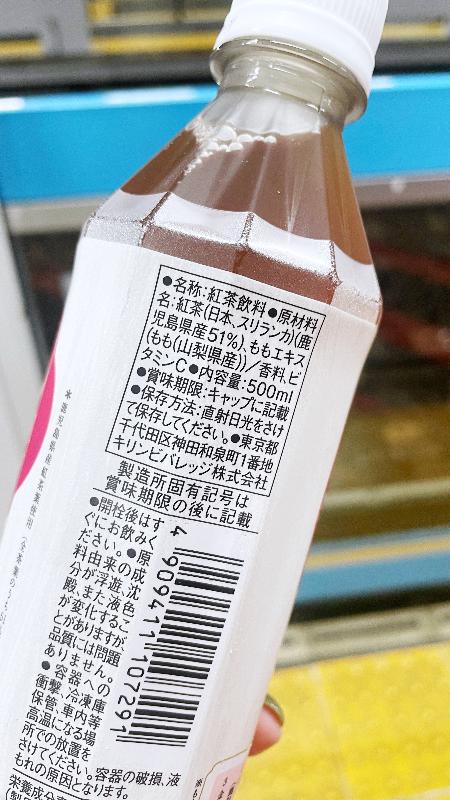 ●名称:紅茶飲料●原材料
名:紅茶(日本、スリランカ)(鹿
児島県産51%)、ももエキス
(もも(山梨県産))/香料、ビ
タミンC●内容量:500ml
●賞味期限:キャップに記載
●保存方法:直射日光をさけ
て保存してください。●東京都
千代田区神田和泉町1番地
キリンビバレッジ株式会社
製造所固有記号は
賞味期限の後に記載
●開栓後はす
ぐにお飲みく
ださい。●原
料由来の成
分が浮遊、沈
殿、また、液色
が変化するこ
とがありますが、
品質には問題
ありません。
●容器への
衝撃、冷凍庫
保管、車内等
高温になる場
所での放置を
さけてください。容器の破損、液
もれの原因となります。
4 909411 107291
*鹿児島県産紅茶葉使用